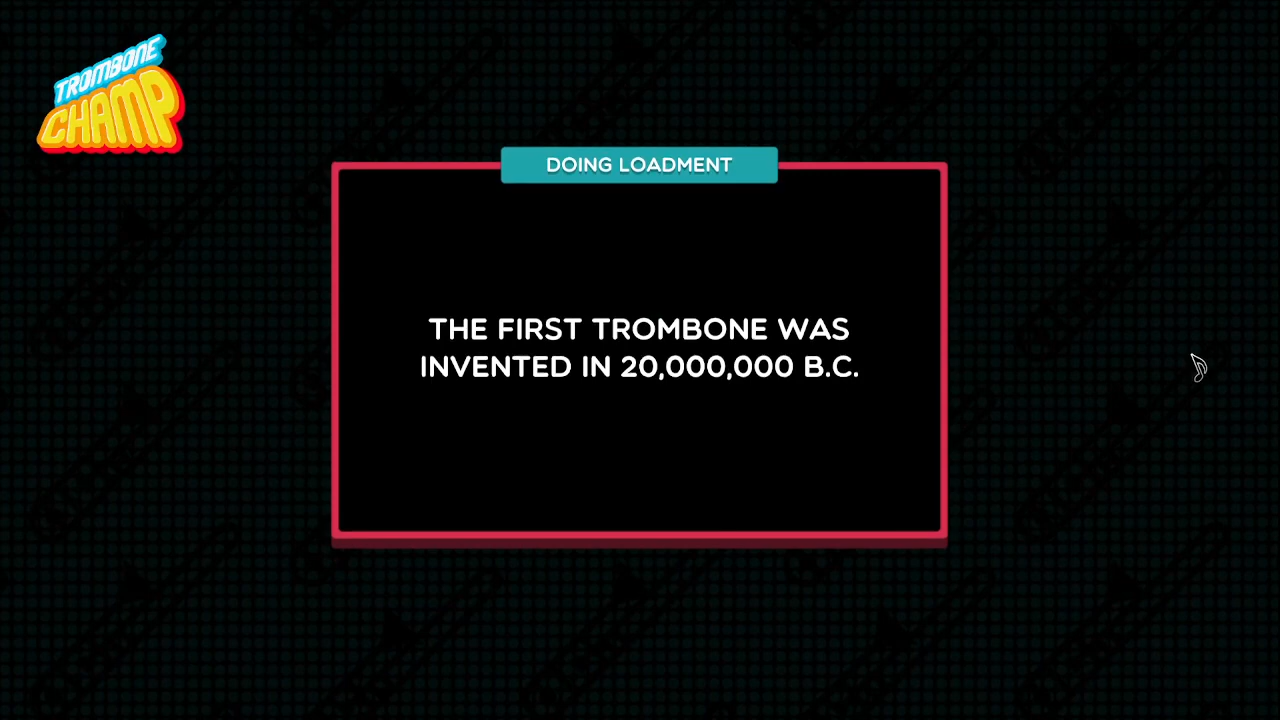 TROMBONE
CHAMP
DOING LOADMENT
THE FIRST TROMBONE WAS
INVENTED IN 20,000,000 B.C.